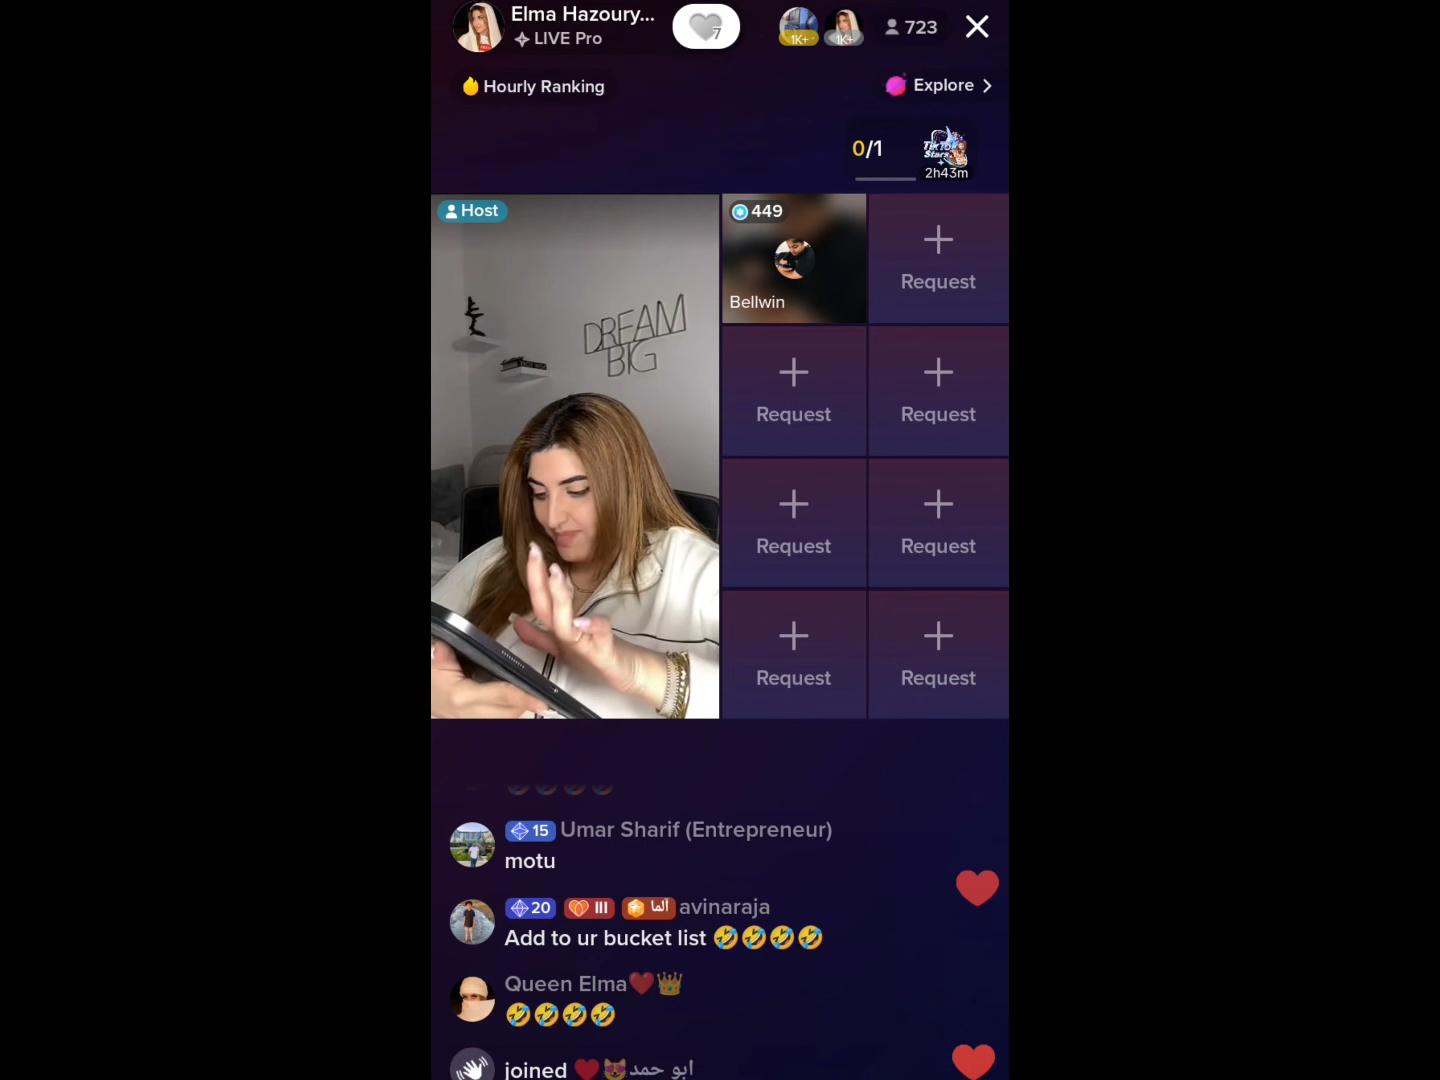 Elma Hazoury...
LIVE Pro
7
1K+
1K+
723
Hourly Ranking
Explore
0/1
2h43m
Host
DREAM
BIG
449
Bellwin
Request
Request
Request
Request
Request
Request
Request
15 Umar Sharif (Entrepreneur)
motu
20 III ألما avinaraja
Add to ur bucket list 🤣🤣🤣🤣
Queen Elma❤️👑
🤣🤣🤣🤣
joined ❤️😻ابو حمد